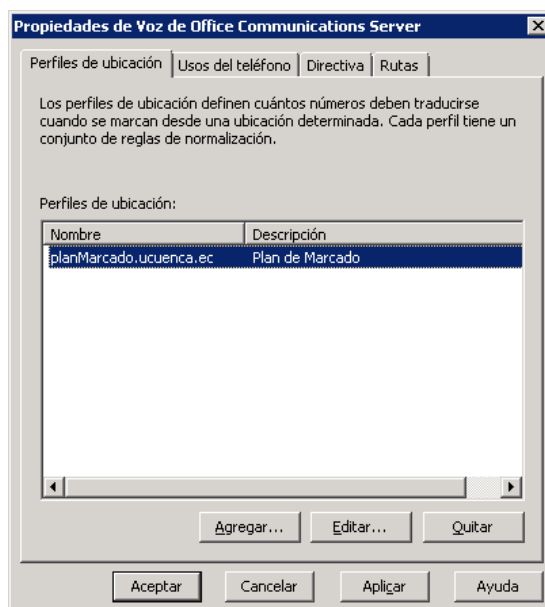 Propiedades de Voz de Office Communications Server
Perfiles de ubicación
Usos del teléfono
Directiva
Rutas
Los perfiles de ubicación definen cuántos números deben traducirse
cuando se marcan desde una ubicación determinada. Cada perfil tiene un
conjunto de reglas de normalización.
Perfiles de ubicación:
Nombre
Descripción
planMarcado.ucuenca.ec
Plan de Marcado
Agregar...
Editar...
Quitar
Aceptar
Cancelar
Aplicar
Ayuda